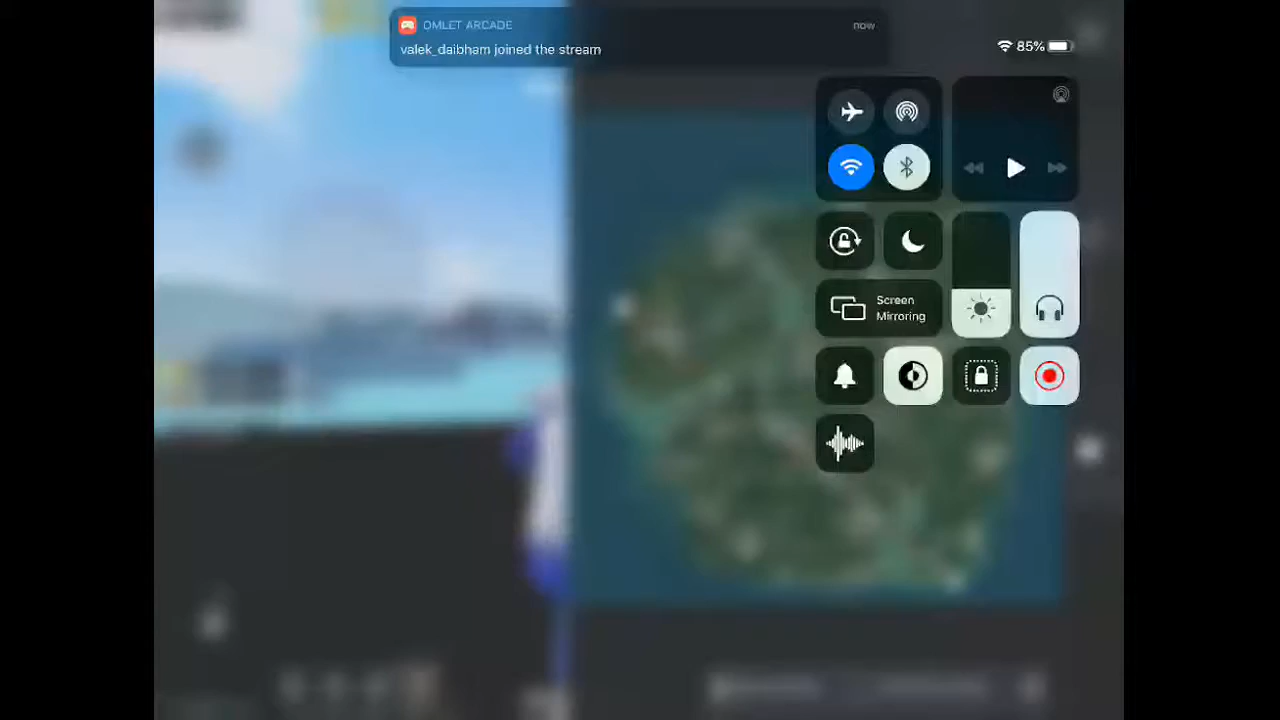 OMLET ARCADE
now
valek_daibham joined the stream
85%
Screen
Mirroring